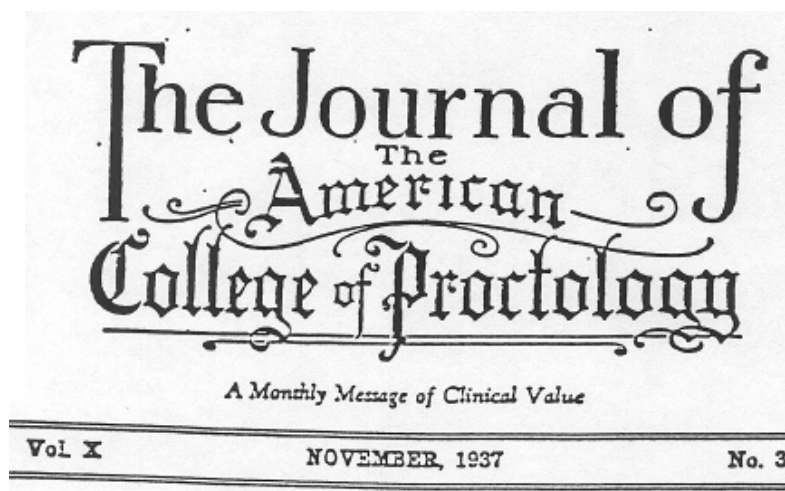 The Journal of
The
American
College of Proctology
A Monthly Message of Clinical Value
Vol. X NOVEMBER, 1937 No. 3